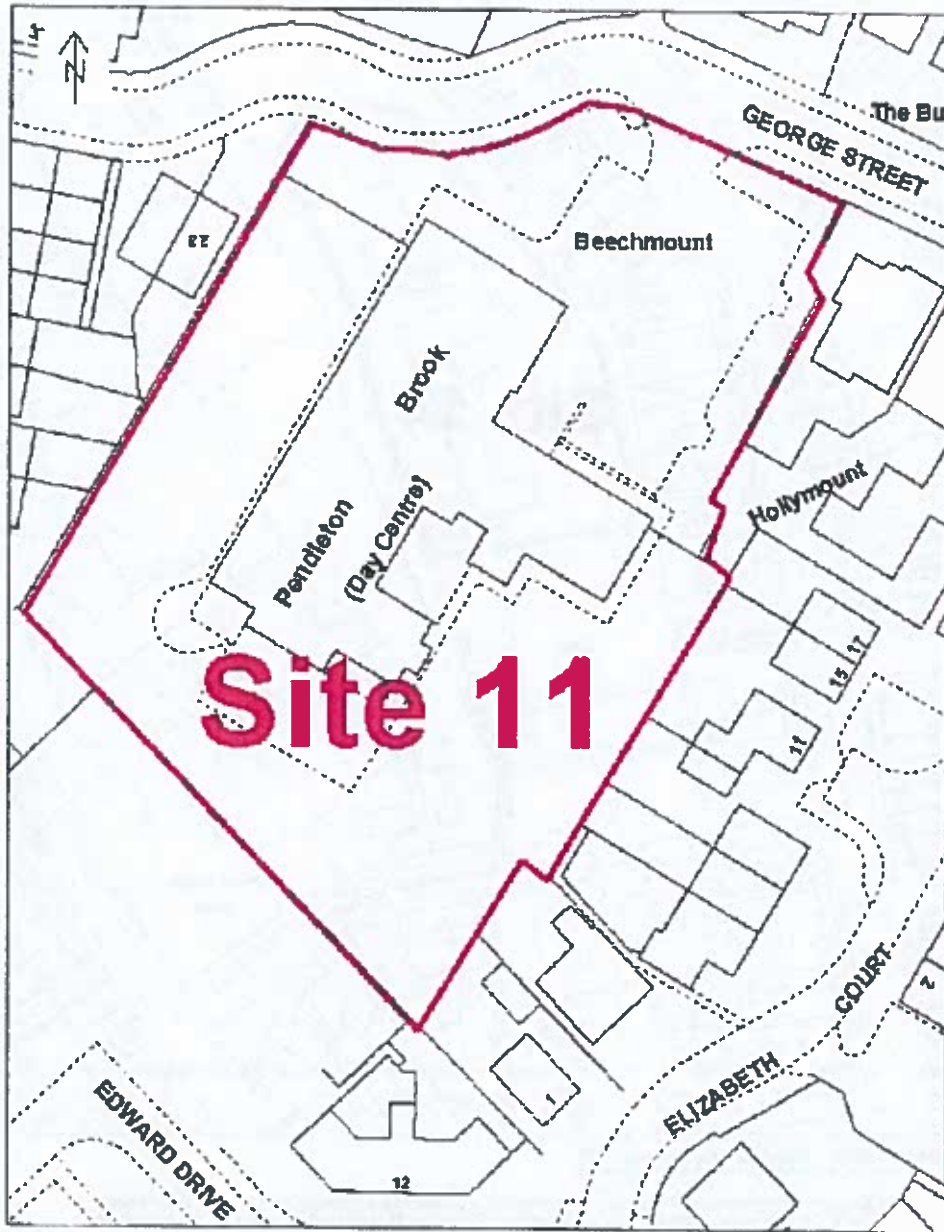 N
The Bu
GEORGE STREET
Beechmount
22
Brook
Pendleton
(Day Centre)
Hollymount
Site 11
15 17
11
COURT
2
ELIZABETH
1
EDWARD DRIVE
12